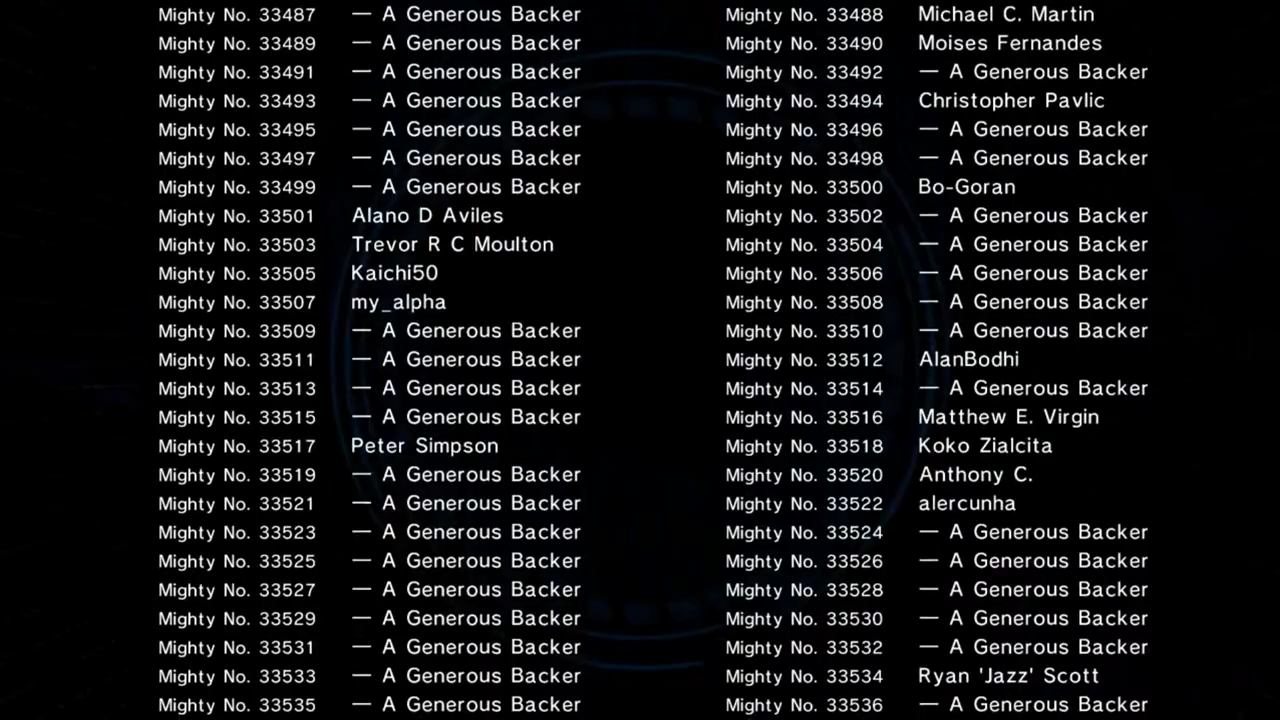 Mighty No. 33487 — A Generous Backer Mighty No. 33488 Michael C. Martin
Mighty No. 33489 — A Generous Backer Mighty No. 33490 Moises Fernandes
Mighty No. 33491 — A Generous Backer Mighty No. 33492 — A Generous Backer
Mighty No. 33493 — A Generous Backer Mighty No. 33494 Christopher Pavlic
Mighty No. 33495 — A Generous Backer Mighty No. 33496 — A Generous Backer
Mighty No. 33497 — A Generous Backer Mighty No. 33498 — A Generous Backer
Mighty No. 33499 — A Generous Backer Mighty No. 33500 Bo-Goran
Mighty No. 33501 Alano D Aviles Mighty No. 33502 — A Generous Backer
Mighty No. 33503 Trevor R C Moulton Mighty No. 33504 — A Generous Backer
Mighty No. 33505 Kaichi50 Mighty No. 33506 — A Generous Backer
Mighty No. 33507 my_alpha Mighty No. 33508 — A Generous Backer
Mighty No. 33509 — A Generous Backer Mighty No. 33510 — A Generous Backer
Mighty No. 33511 — A Generous Backer Mighty No. 33512 AlanBodhi
Mighty No. 33513 — A Generous Backer Mighty No. 33514 — A Generous Backer
Mighty No. 33515 — A Generous Backer Mighty No. 33516 Matthew E. Virgin
Mighty No. 33517 Peter Simpson Mighty No. 33518 Koko Zialcita
Mighty No. 33519 — A Generous Backer Mighty No. 33520 Anthony C.
Mighty No. 33521 — A Generous Backer Mighty No. 33522 alercunha
Mighty No. 33523 — A Generous Backer Mighty No. 33524 — A Generous Backer
Mighty No. 33525 — A Generous Backer Mighty No. 33526 — A Generous Backer
Mighty No. 33527 — A Generous Backer Mighty No. 33528 — A Generous Backer
Mighty No. 33529 — A Generous Backer Mighty No. 33530 — A Generous Backer
Mighty No. 33531 — A Generous Backer Mighty No. 33532 — A Generous Backer
Mighty No. 33533 — A Generous Backer Mighty No. 33534 Ryan 'Jazz' Scott
Mighty No. 33535 — A Generous Backer Mighty No. 33536 — A Generous Backer